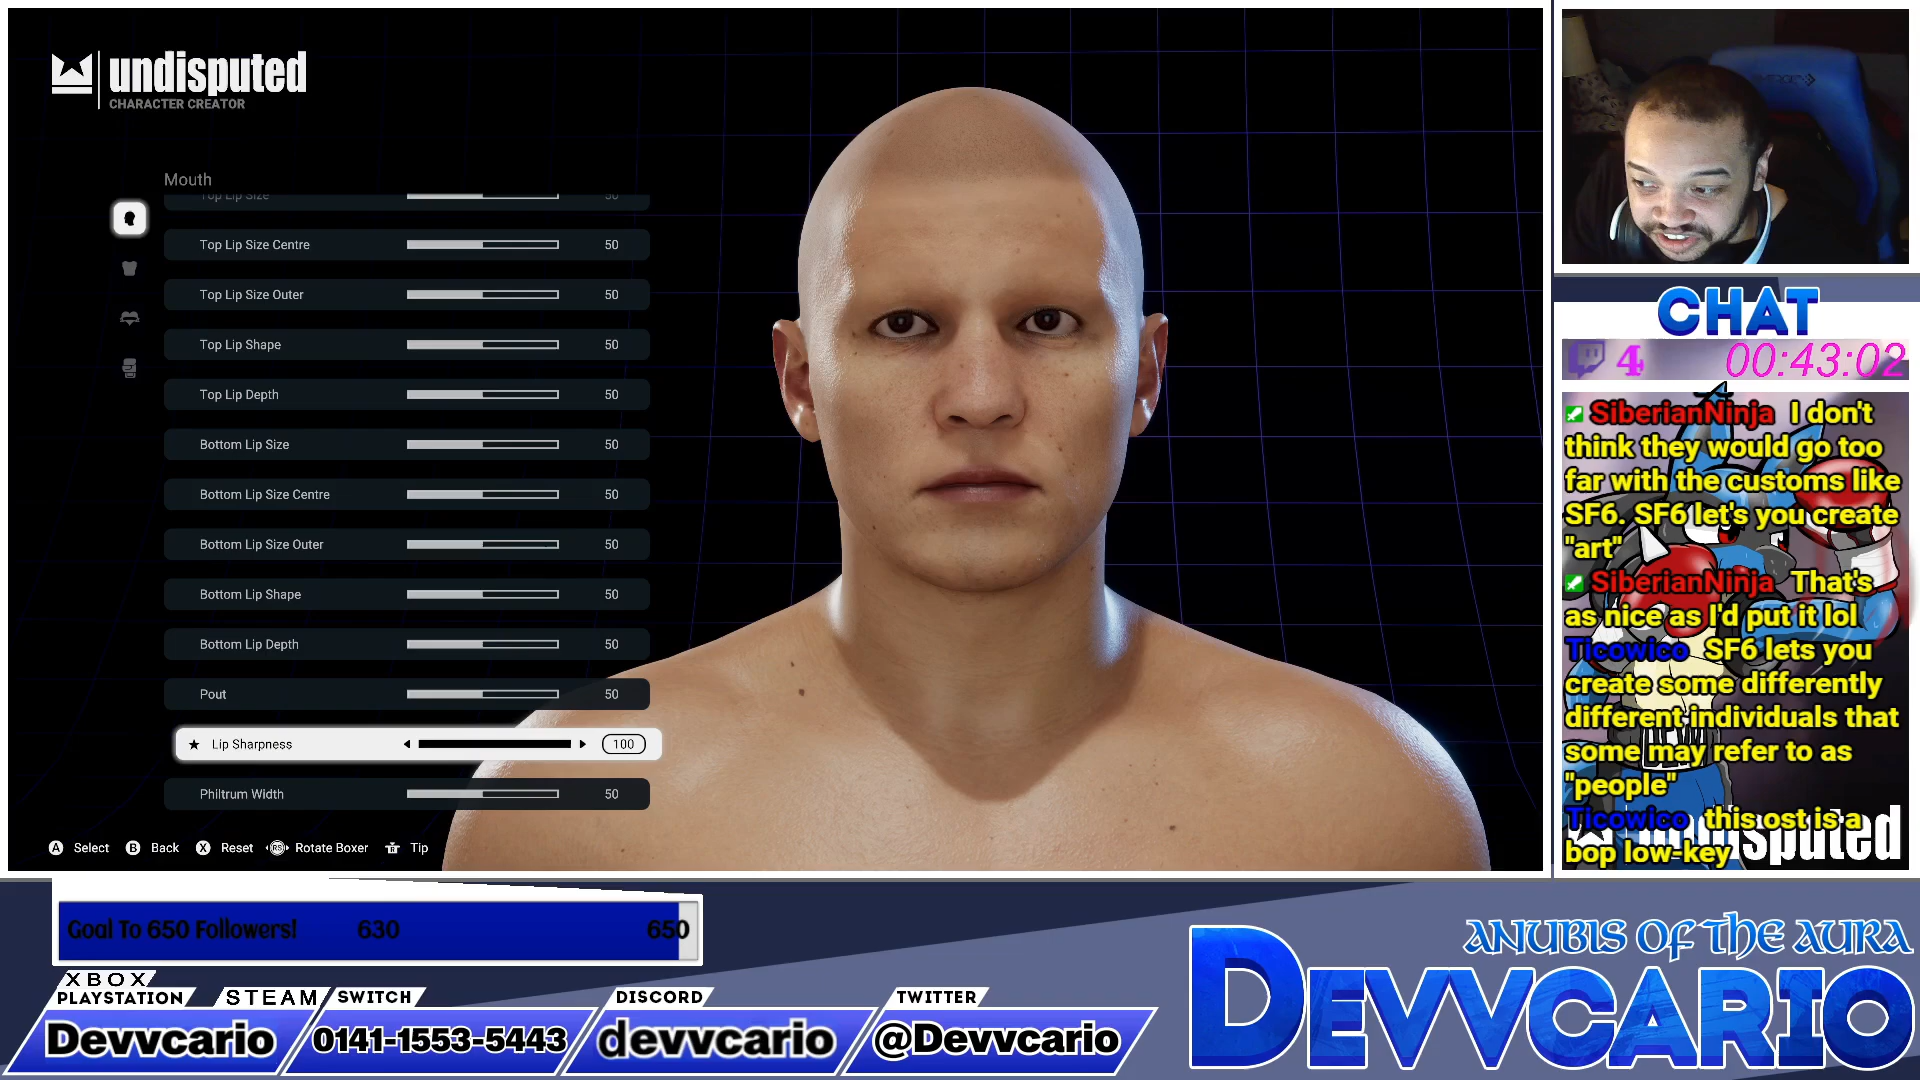 undisputed
CHARACTER CREATOR
Mouth
Top Lip Size 50
Top Lip Size Centre 50
Top Lip Size Outer 50
Top Lip Shape 50
Top Lip Depth 50
Bottom Lip Size 50
Bottom Lip Size Centre 50
Bottom Lip Size Outer 50
Bottom Lip Shape 50
Bottom Lip Depth 50
Pout 50
★ Lip Sharpness 100
Philtrum Width 50
A Select B Back X Reset RS Rotate Boxer Tip
CHAT
4 00:43:02
SiberianNinja I don't
think they would go too
far with the customs like
SF6. SF6 let's you create
"art"
SiberianNinja That's
as nice as I'd put it lol
Ticowico SF6 lets you
create some differently
different individuals that
some may refer to as
"people"
Ticowico this ost is a
bop low-key
Goal To 650 Followers! 630 650
XBOX
PLAYSTATION STEAM SWITCH DISCORD TWITTER
Devvcario 0141-1553-5443 devvcario @Devvcario
ANUBIS OF THE AURA
DEVVCARIO